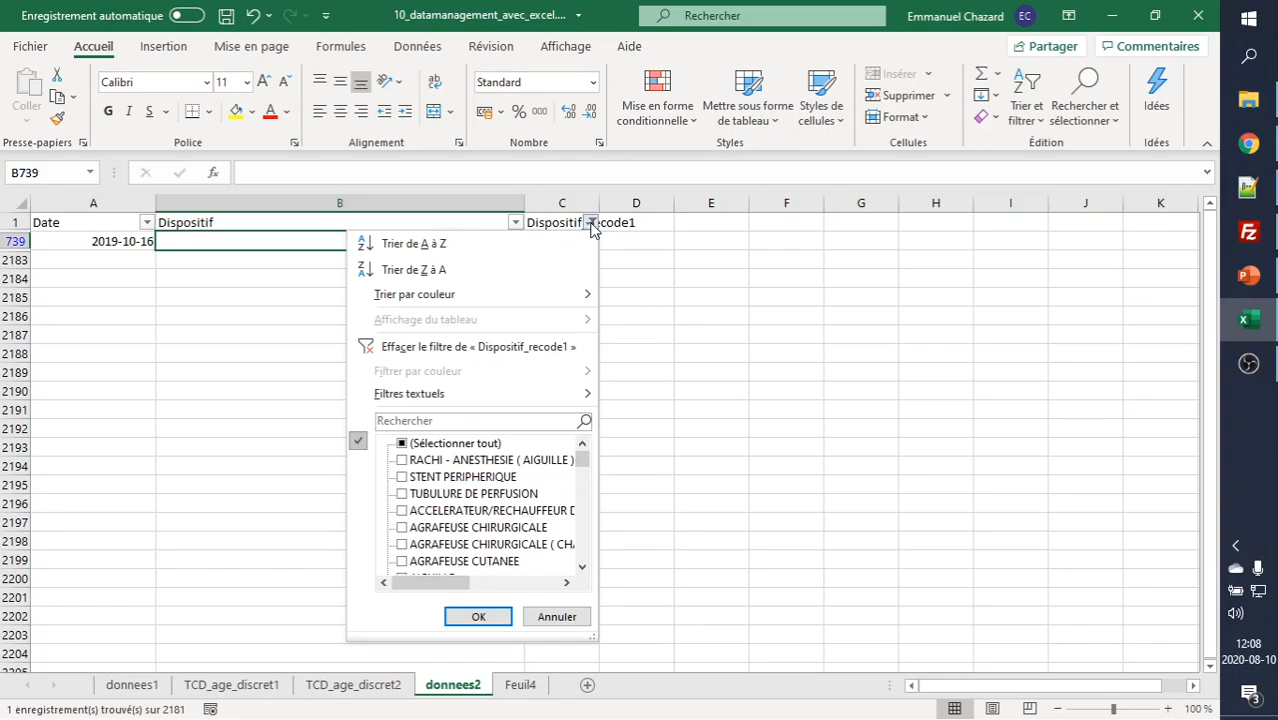 Enregistrement automatique
10_datamanagement_avec_excel....
Rechercher
Emmanuel Chazard
EC
Fichier
Accueil
Insertion
Mise en page
Formules
Données
Révision
Affichage
Aide
Partager
Commentaires
Coller
Calibri
11
G I S
Standard
% 000
Mise en forme conditionnelle
Mettre sous forme de tableau
Styles de cellules
Insérer
Supprimer
Format
Trier et filtrer
Rechercher et sélectionner
Idées
Presse-papiers
Police
Alignement
Nombre
Styles
Cellules
Édition
Idées
B739
fx
A B C D E F G H I J K
1 Date Dispositif Dispositif_recode1
739 2019-10-16
2183
2184
2185
2186
2187
2188
2189
2190
2191
2192
2193
2194
2195
2196
2197
2198
2199
2200
2201
2202
2203
2204
2205
Trier de A à Z
Trier de Z à A
Trier par couleur
Affichage du tableau
Effacer le filtre de « Dispositif_recode1 »
Filtrer par couleur
Filtres textuels
Rechercher
(Sélectionner tout)
RACHI - ANESTHESIE ( AIGUILLE )
STENT PERIPHERIQUE
TUBULURE DE PERFUSION
ACCELERATEUR/RECHAUFFEUR D
AGRAFEUSE CHIRURGICALE
AGRAFEUSE CHIRURGICALE ( CHA
AGRAFEUSE CUTANEE
OK
Annuler
donnees1
TCD_age_discret1
TCD_age_discret2
donnees2
Feuil4
1 enregistrement(s) trouvé(s) sur 2181
100 %
12:08
2020-08-10
3